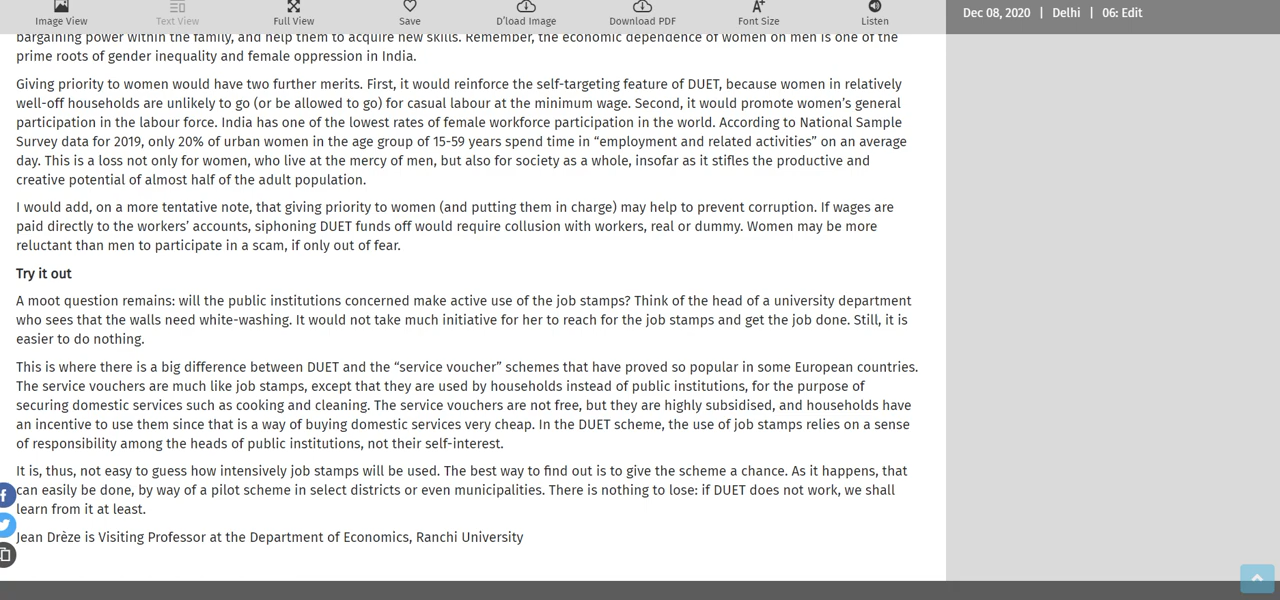 Image View
Text View
Full View
Save
D'load Image
Download PDF
Font Size
Listen
Dec 08, 2020 | Delhi | 06: Edit
bargaining power within the family, and help them to acquire new skills. Remember, the economic dependence of women on men is one of the
prime roots of gender inequality and female oppression in India.
Giving priority to women would have two further merits. First, it would reinforce the self-targeting feature of DUET, because women in relatively
well-off households are unlikely to go (or be allowed to go) for casual labour at the minimum wage. Second, it would promote women's general
participation in the labour force. India has one of the lowest rates of female workforce participation in the world. According to National Sample
Survey data for 2019, only 20% of urban women in the age group of 15-59 years spend time in “employment and related activities” on an average
day. This is a loss not only for women, who live at the mercy of men, but also for society as a whole, insofar as it stifles the productive and
creative potential of almost half of the adult population.
I would add, on a more tentative note, that giving priority to women (and putting them in charge) may help to prevent corruption. If wages are
paid directly to the workers' accounts, siphoning DUET funds off would require collusion with workers, real or dummy. Women may be more
reluctant than men to participate in a scam, if only out of fear.
Try it out
A moot question remains: will the public institutions concerned make active use of the job stamps? Think of the head of a university department
who sees that the walls need white-washing. It would not take much initiative for her to reach for the job stamps and get the job done. Still, it is
easier to do nothing.
This is where there is a big difference between DUET and the “service voucher” schemes that have proved so popular in some European countries.
The service vouchers are much like job stamps, except that they are used by households instead of public institutions, for the purpose of
securing domestic services such as cooking and cleaning. The service vouchers are not free, but they are highly subsidised, and households have
an incentive to use them since that is a way of buying domestic services very cheap. In the DUET scheme, the use of job stamps relies on a sense
of responsibility among the heads of public institutions, not their self-interest.
It is, thus, not easy to guess how intensively job stamps will be used. The best way to find out is to give the scheme a chance. As it happens, that
can easily be done, by way of a pilot scheme in select districts or even municipalities. There is nothing to lose: if DUET does not work, we shall
learn from it at least.
Jean Drèze is Visiting Professor at the Department of Economics, Ranchi University